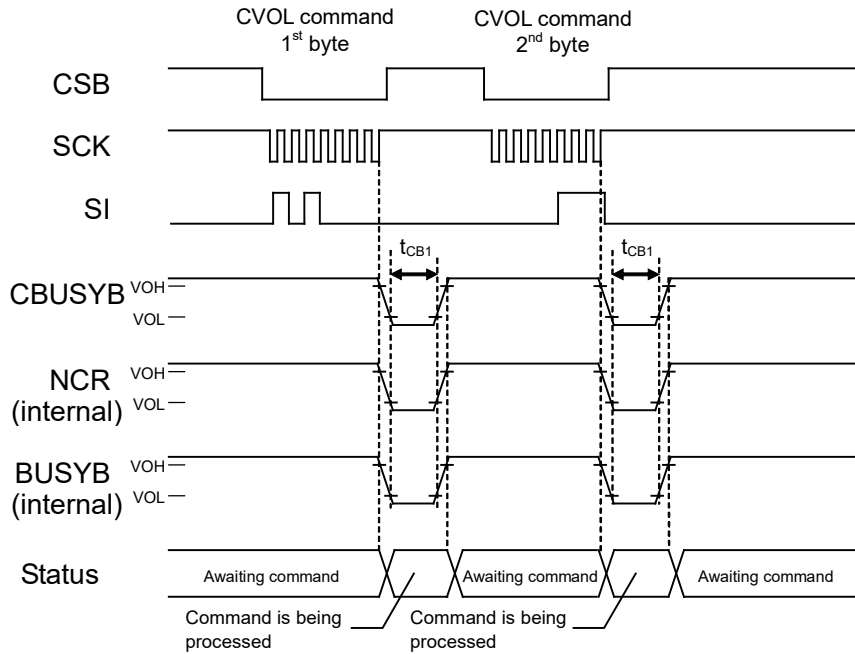 CVOL command
1st byte
CVOL command
2nd byte
CSB
SCK
SI
tCB1
tCB1
CBUSYB
VOH
VOL
NCR
(internal)
VOH
VOL
BUSYB
(internal)
VOH
VOL
Status
Awaiting command
Awaiting command
Awaiting command
Command is being
processed
Command is being
processed